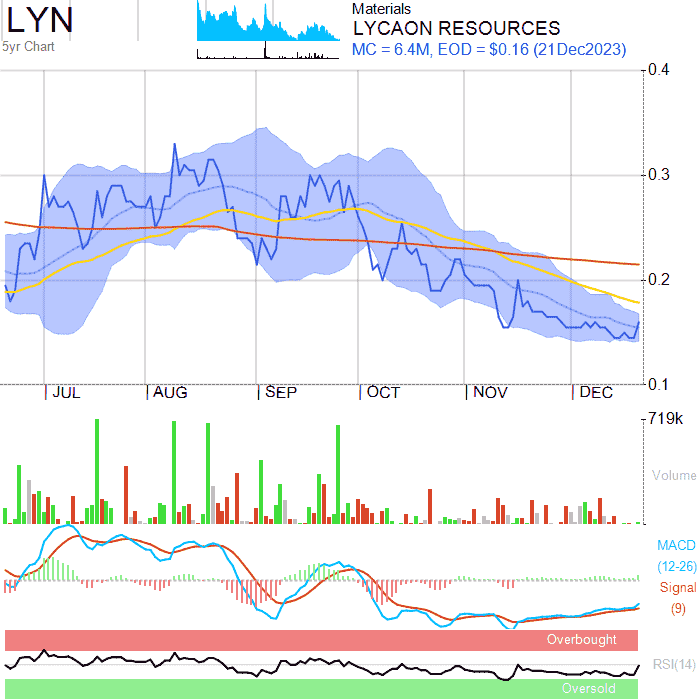 LYN
5yr Chart
Materials
LYCAON RESOURCES
MC = 6.4M, EOD = $0.16 (21Dec2023)
0.4
0.3
0.2
0.1
JUL AUG SEP OCT NOV DEC
719k
Volume
MACD
(12-26)
Signal
(9)
Overbought
RSI(14)
Oversold